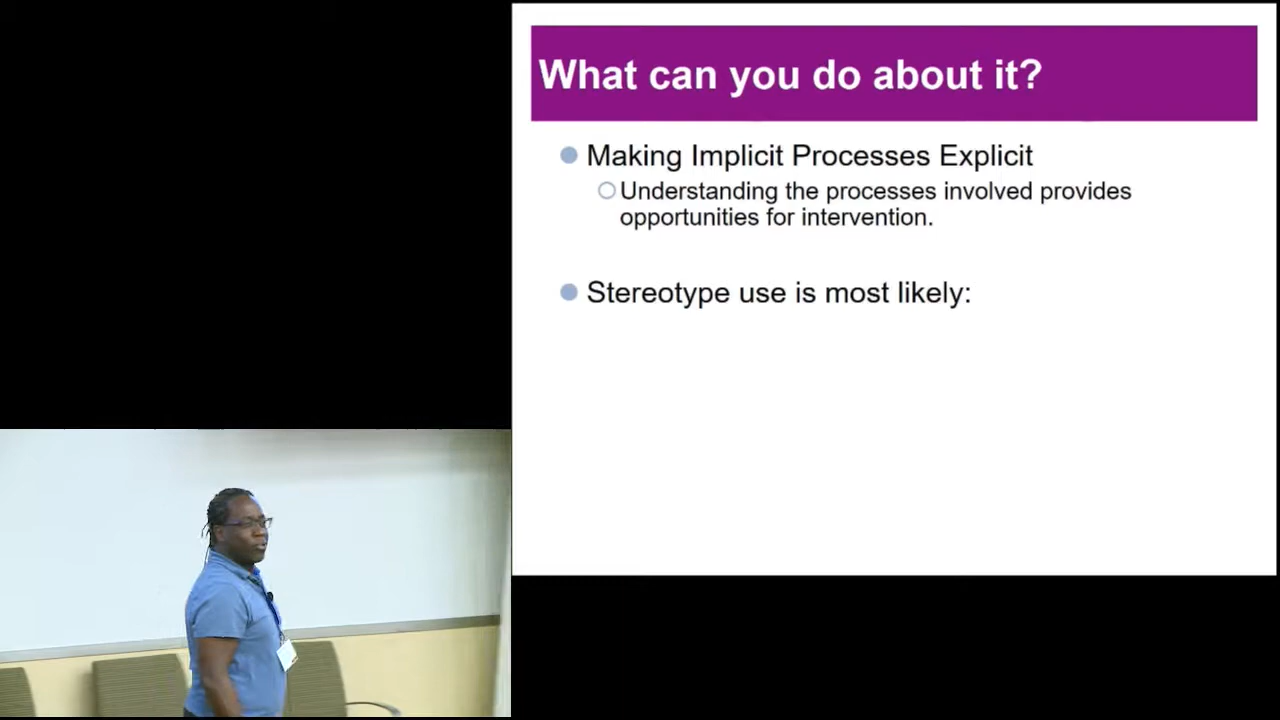 What can you do about it?
Making Implicit Processes Explicit
Understanding the processes involved provides
opportunities for intervention.
Stereotype use is most likely: